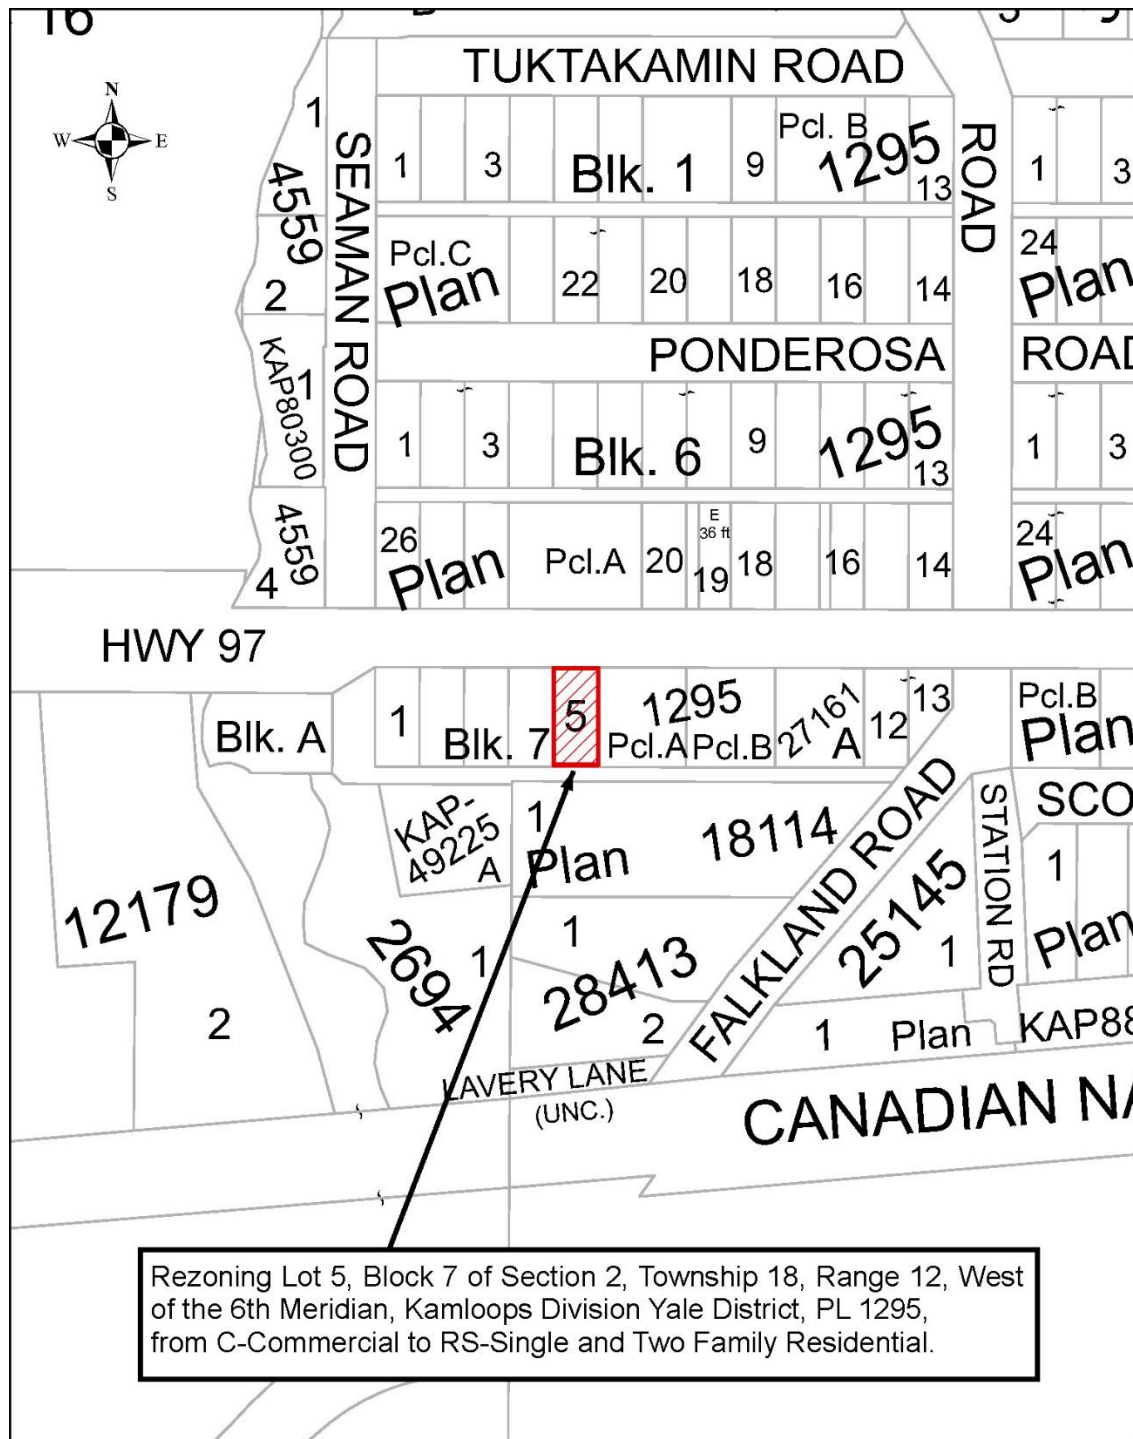 16
TUKTAKAMIN ROAD
N
W E
S
1
4559
2
SEAMAN ROAD
1 3 Blk. 1 9 Pcl. B 1295 13
ROAD
1 3
Pcl.C
Plan 22 20 18 16 14
24
Plan
PONDEROSA ROAD
KAP80300
1
1 3 Blk. 6 9 1295 13
1 3
4559
4
26
Plan Pcl.A 20 E
36 ft
19 18 16 14
24
Plan
HWY 97
Blk. A
1 Blk. 7 5 1295
Pcl.A Pcl.B 27161
A 12 13
Pcl.B
Plan
KAP-
49225
A
1
Plan 18114
FALKLAND ROAD
STATION RD
SCO
1
Plan
12179
2
2694
1
1
28413
2
25145
1
1 Plan KAP88
LAVERY LANE
(UNC.)
CANADIAN NA
Rezoning Lot 5, Block 7 of Section 2, Township 18, Range 12, West
of the 6th Meridian, Kamloops Division Yale District, PL 1295,
from C-Commercial to RS-Single and Two Family Residential.